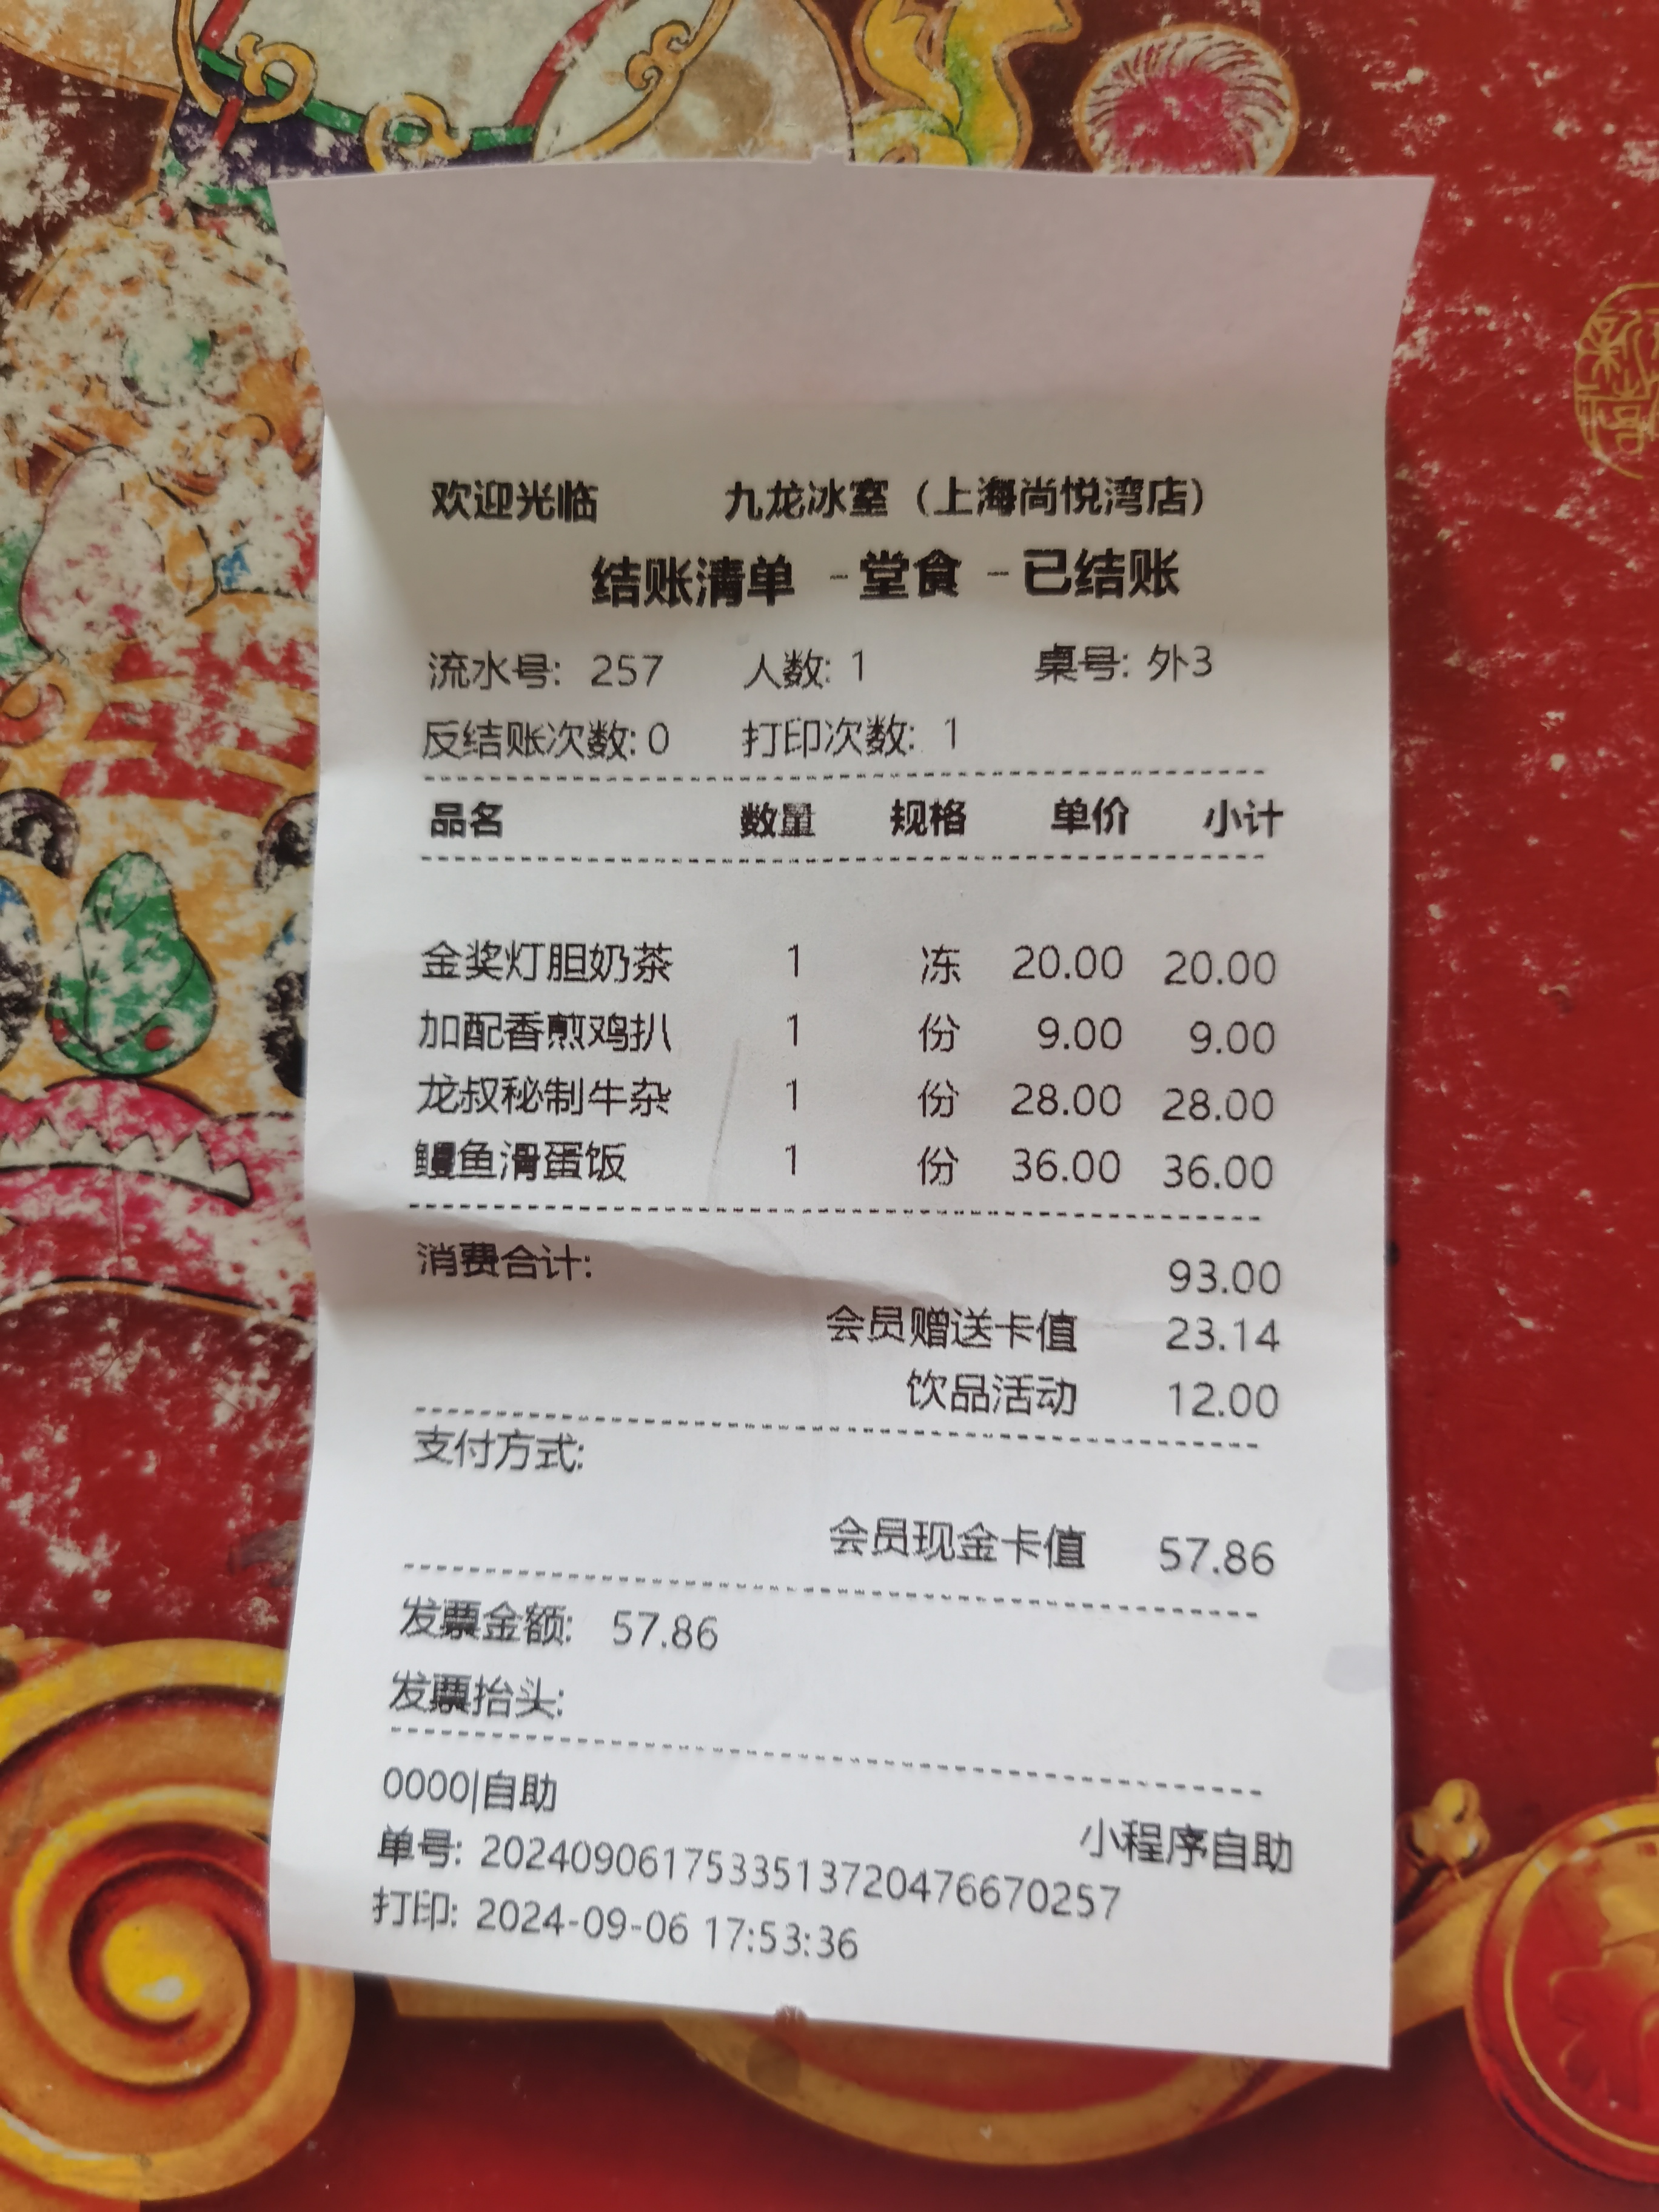 欢迎光临 九龙冰室（上海尚悦湾店）
结账清单 - 堂食 - 已结账
流水号: 257 人数: 1 桌号: 外3
反结账次数: 0 打印次数: 1
品名 数量 规格 单价 小计
金奖灯胆奶茶 1 冻 20.00 20.00
加配香煎鸡扒 1 份 9.00 9.00
龙叔秘制牛杂 1 份 28.00 28.00
鳗鱼滑蛋饭 1 份 36.00 36.00
消费合计: 93.00
会员赠送卡值 23.14
饮品活动 12.00
支付方式:
会员现金卡值 57.86
发票金额: 57.86
发票抬头:
0000|自助 小程序自助
单号: 2024090617533513720476670257
打印: 2024-09-06 17:53:36